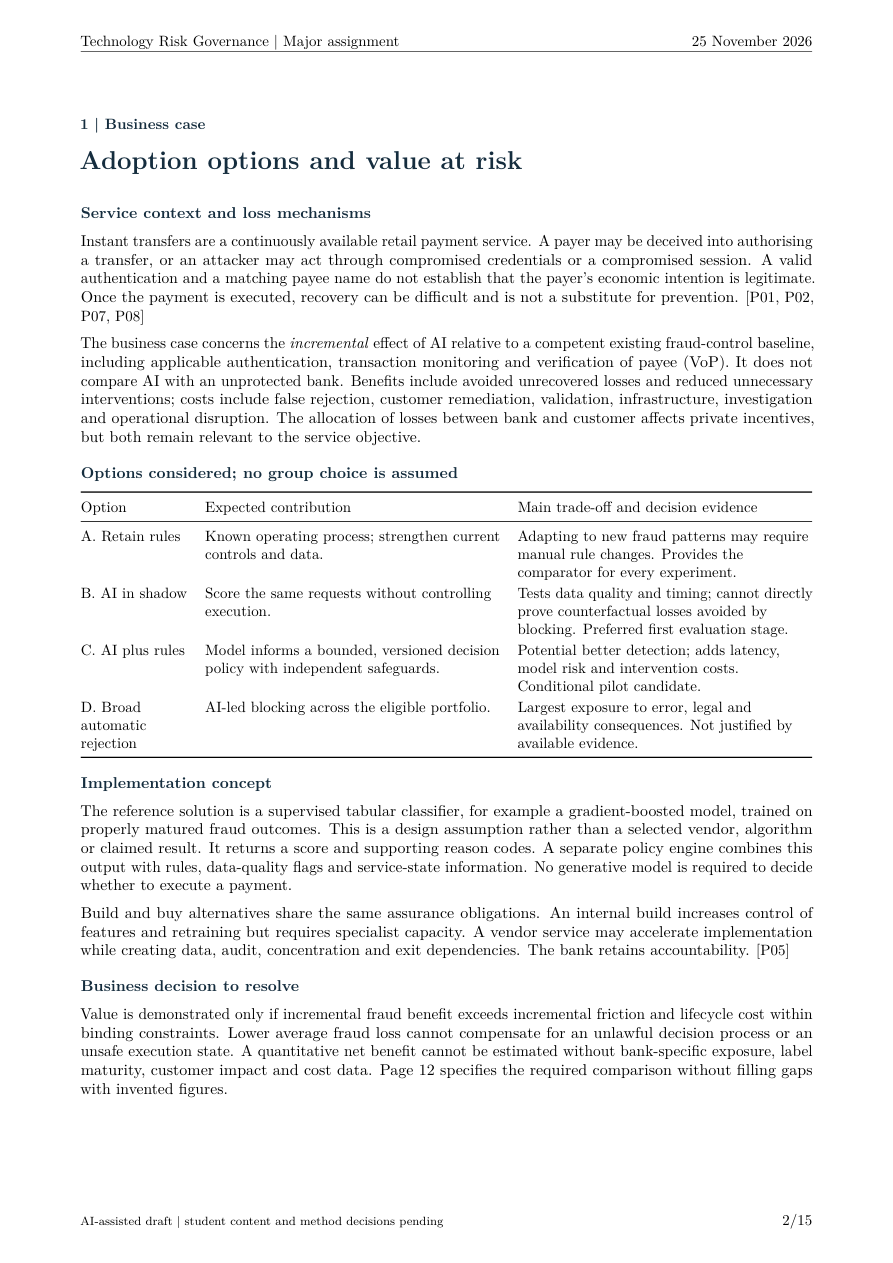 Technology Risk Governance | Major assignment 25 November 2026
1 | Business case
Adoption options and value at risk
Service context and loss mechanisms
Instant transfers are a continuously available retail payment service. A payer may be deceived into authorising
a transfer, or an attacker may act through compromised credentials or a compromised session. A valid
authentication and a matching payee name do not establish that the payer's economic intention is legitimate.
Once the payment is executed, recovery can be difficult and is not a substitute for prevention. [P01, P02,
P07, P08]
The business case concerns the incremental effect of AI relative to a competent existing fraud-control baseline,
including applicable authentication, transaction monitoring and verification of payee (VoP). It does not
compare AI with an unprotected bank. Benefits include avoided unrecovered losses and reduced unnecessary
interventions; costs include false rejection, customer remediation, validation, infrastructure, investigation
and operational disruption. The allocation of losses between bank and customer affects private incentives,
but both remain relevant to the service objective.
Options considered; no group choice is assumed
Option Expected contribution Main trade-off and decision evidence
A. Retain rules Known operating process; strengthen current Adapting to new fraud patterns may require
controls and data. manual rule changes. Provides the
comparator for every experiment.
B. AI in shadow Score the same requests without controlling Tests data quality and timing; cannot directly
execution. prove counterfactual losses avoided by
blocking. Preferred first evaluation stage.
C. AI plus rules Model informs a bounded, versioned decision Potential better detection; adds latency,
policy with independent safeguards. model risk and intervention costs.
Conditional pilot candidate.
D. Broad AI-led blocking across the eligible portfolio. Largest exposure to error, legal and
automatic availability consequences. Not justified by
rejection available evidence.
Implementation concept
The reference solution is a supervised tabular classifier, for example a gradient-boosted model, trained on
properly matured fraud outcomes. This is a design assumption rather than a selected vendor, algorithm
or claimed result. It returns a score and supporting reason codes. A separate policy engine combines this
output with rules, data-quality flags and service-state information. No generative model is required to decide
whether to execute a payment.
Build and buy alternatives share the same assurance obligations. An internal build increases control of
features and retraining but requires specialist capacity. A vendor service may accelerate implementation
while creating data, audit, concentration and exit dependencies. The bank retains accountability. [P05]
Business decision to resolve
Value is demonstrated only if incremental fraud benefit exceeds incremental friction and lifecycle cost within
binding constraints. Lower average fraud loss cannot compensate for an unlawful decision process or an
unsafe execution state. A quantitative net benefit cannot be estimated without bank-specific exposure, label
maturity, customer impact and cost data. Page 12 specifies the required comparison without filling gaps
with invented figures.
AI-assisted draft | student content and method decisions pending 2/15